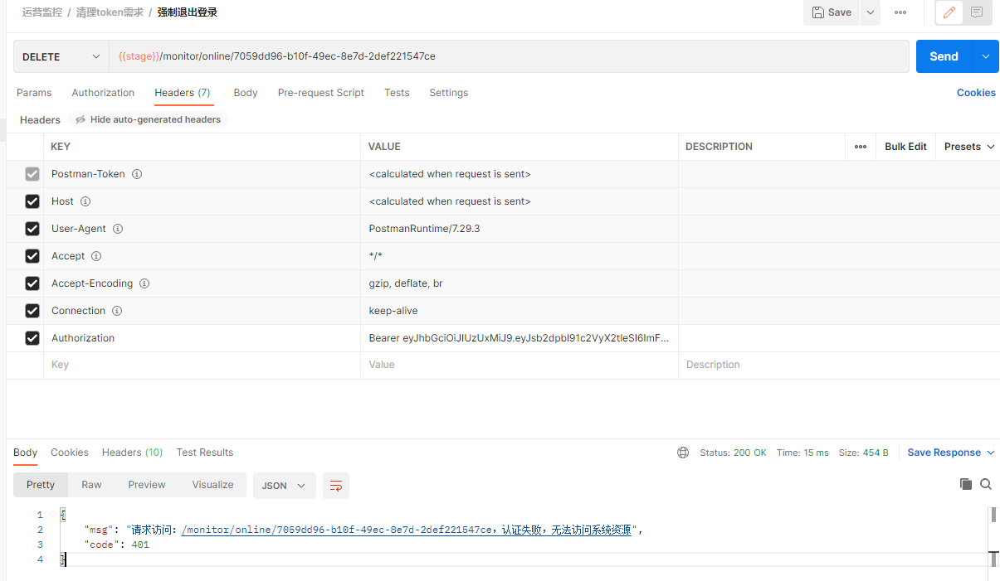 运营监控 / 清理token需求 / 强制退出登录
Save
DELETE
{{stage}}/monitor/online/7059dd96-b10f-49ec-8e7d-2def221547ce
Send
Params Authorization Headers (7) Body Pre-request Script Tests Settings Cookies
Headers Hide auto-generated headers
KEY VALUE DESCRIPTION Bulk Edit Presets
Postman-Token <calculated when request is sent>
Host <calculated when request is sent>
User-Agent PostmanRuntime/7.29.3
Accept */*
Accept-Encoding gzip, deflate, br
Connection keep-alive
Authorization Bearer eyJhbGciOiJIUzUxMiJ9.eyJsb2dpbl91c2VyX2tleSI6ImF...
Key Value Description
Body Cookies Headers (10) Test Results Status: 200 OK Time: 15 ms Size: 454 B Save Response
Pretty Raw Preview Visualize JSON
1 {
2 "msg": "请求访问：/monitor/online/7059dd96-b10f-49ec-8e7d-2def221547ce，认证失败，无法访问系统资源",
3 "code": 401
4 }